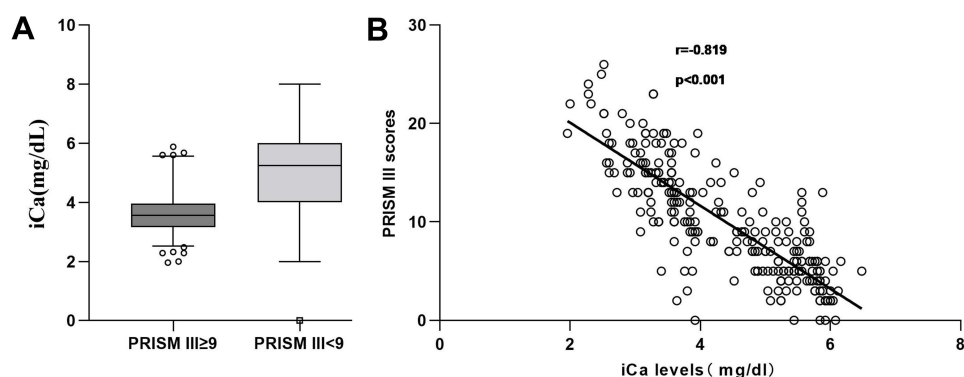 A
iCa(mg/dL)
10
8
6
4
2
0
PRISM III≥9
PRISM III<9
B
PRISM III scores
30
20
10
0
r=-0.819
p<0.001
0
2
4
6
8
iCa levels( mg/dl)